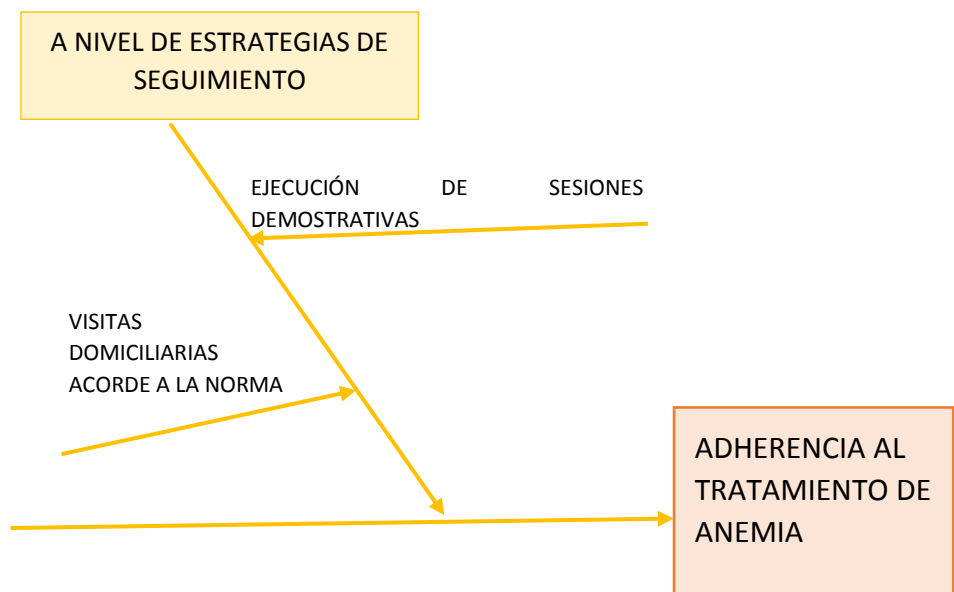 A NIVEL DE ESTRATEGIAS DE
SEGUIMIENTO
EJECUCIÓN DE SESIONES
DEMOSTRATIVAS
VISITAS
DOMICILIARIAS
ACORDE A LA NORMA
ADHERENCIA AL
TRATAMIENTO DE
ANEMIA